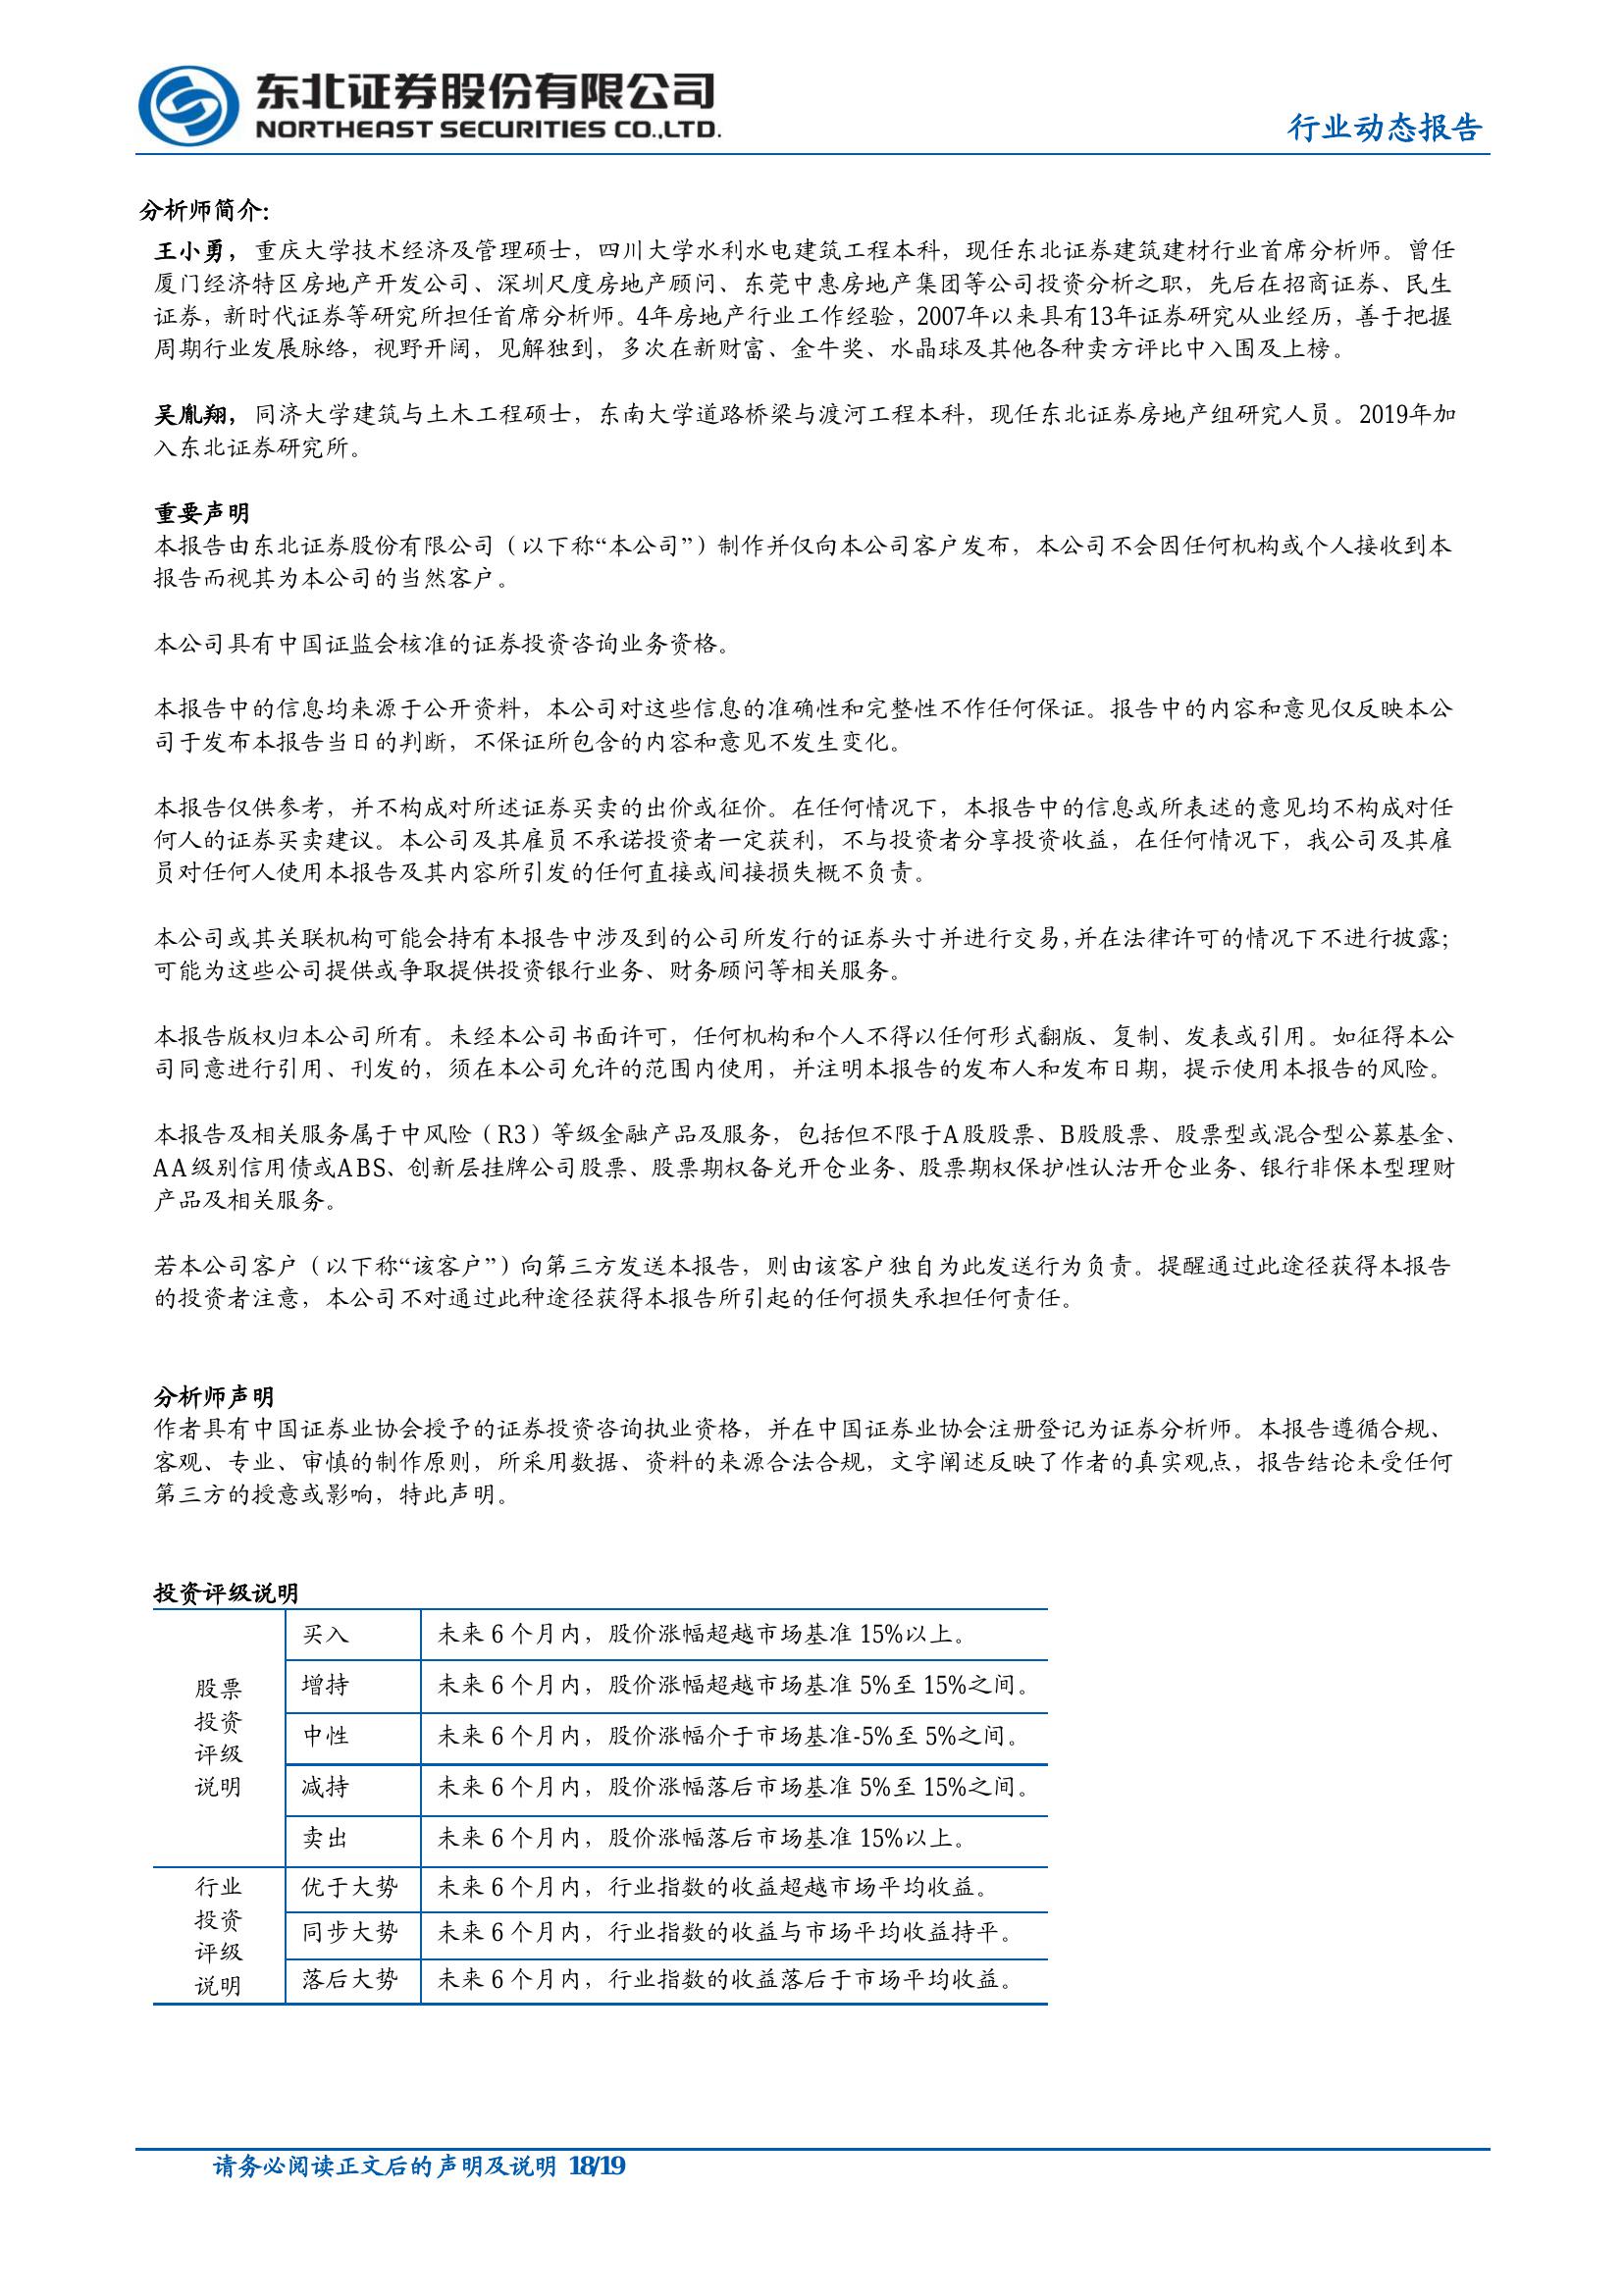 东北证券股份有限公司
NORTHEAST SECURITIES CO.,LTD.
行业动态报告
分析师简介:
王小勇，重庆大学技术经济及管理硕士，四川大学水利水电建筑工程本科，现任东北证券建筑建材行业首席分析师。曾任
厦门经济特区房地产开发公司、深圳尺度房地产顾问、东莞中惠房地产集团等公司投资分析之职，先后在招商证券、民生
证券，新时代证券等研究所担任首席分析师。4年房地产行业工作经验，2007年以来具有13年证券研究从业经历，善于把握
周期行业发展脉络，视野开阔，见解独到，多次在新财富、金牛奖、水晶球及其他各种卖方评比中入围及上榜。
吴胤翔，同济大学建筑与土木工程硕士，东南大学道路桥梁与渡河工程本科，现任东北证券房地产组研究人员。2019年加
入东北证券研究所。
重要声明
本报告由东北证券股份有限公司（以下称“本公司”）制作并仅向本公司客户发布，本公司不会因任何机构或个人接收到本
报告而视其为本公司的当然客户。
本公司具有中国证监会核准的证券投资咨询业务资格。
本报告中的信息均来源于公开资料，本公司对这些信息的准确性和完整性不作任何保证。报告中的内容和意见仅反映本公
司于发布本报告当日的判断，不保证所包含的内容和意见不发生变化。
本报告仅供参考，并不构成对所述证券买卖的出价或征价。在任何情况下，本报告中的信息或所表述的意见均不构成对任
何人的证券买卖建议。本公司及其雇员不承诺投资者一定获利，不与投资者分享投资收益，在任何情况下，我公司及其雇
员对任何人使用本报告及其内容所引发的任何直接或间接损失概不负责。
本公司或其关联机构可能会持有本报告中涉及到的公司所发行的证券头寸并进行交易，并在法律许可的情况下不进行披露；
可能为这些公司提供或争取提供投资银行业务、财务顾问等相关服务。
本报告版权归本公司所有。未经本公司书面许可，任何机构和个人不得以任何形式翻版、复制、发表或引用。如征得本公
司同意进行引用、刊发的，须在本公司允许的范围内使用，并注明本报告的发布人和发布日期，提示使用本报告的风险。
本报告及相关服务属于中风险（R3）等级金融产品及服务，包括但不限于A股股票、B股股票、股票型或混合型公募基金、
AA级别信用债或ABS、创新层挂牌公司股票、股票期权备兑开仓业务、股票期权保护性认沽开仓业务、银行非保本型理财
产品及相关服务。
若本公司客户（以下称“该客户”）向第三方发送本报告，则由该客户独自为此发送行为负责。提醒通过此途径获得本报告
的投资者注意，本公司不对通过此种途径获得本报告所引起的任何损失承担任何责任。
分析师声明
作者具有中国证券业协会授予的证券投资咨询执业资格，并在中国证券业协会注册登记为证券分析师。本报告遵循合规、
客观、专业、审慎的制作原则，所采用数据、资料的来源合法合规，文字阐述反映了作者的真实观点，报告结论未受任何
第三方的授意或影响，特此声明。
投资评级说明
股票
投资
评级
说明
买入 未来 6 个月内，股价涨幅超越市场基准 15%以上。
增持 未来 6 个月内，股价涨幅超越市场基准 5%至 15%之间。
中性 未来 6 个月内，股价涨幅介于市场基准-5%至 5%之间。
减持 未来 6 个月内，股价涨幅落后市场基准 5%至 15%之间。
卖出 未来 6 个月内，股价涨幅落后市场基准 15%以上。
行业
投资
评级
说明
优于大势 未来 6 个月内，行业指数的收益超越市场平均收益。
同步大势 未来 6 个月内，行业指数的收益与市场平均收益持平。
落后大势 未来 6 个月内，行业指数的收益落后于市场平均收益。
请务必阅读正文后的声明及说明 18/19